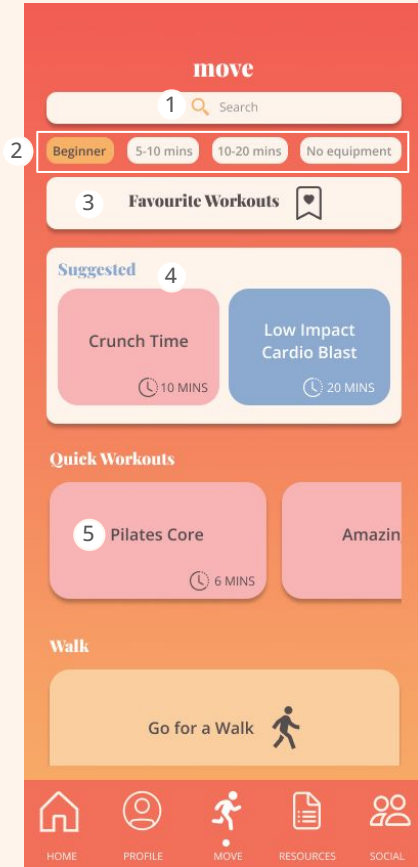 move
1 Search
2 Beginner 5-10 mins 10-20 mins No equipment
3 Favourite Workouts
Suggested 4
Crunch Time
10 MINS
Low Impact
Cardio Blast
20 MINS
Quick Workouts
5 Pilates Core
6 MINS
Amazin
Walk
Go for a Walk
HOME PROFILE MOVE RESOURCES SOCIAL